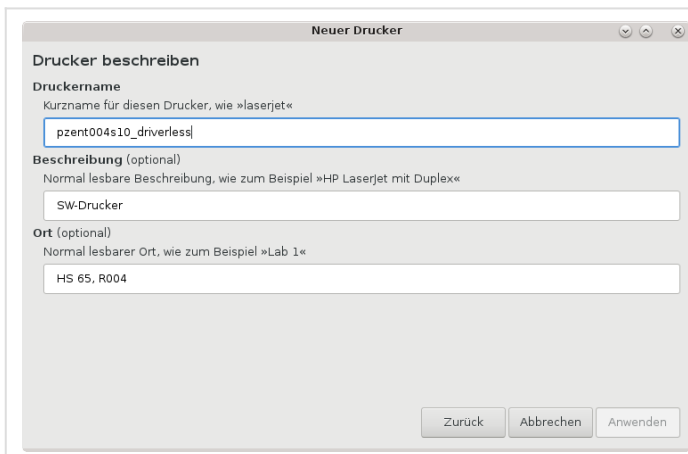 Neuer Drucker
Drucker beschreiben
Druckername
Kurzname für diesen Drucker, wie »laserjet«
pzent004s10_driverless
Beschreibung (optional)
Normal lesbare Beschreibung, wie zum Beispiel »HP LaserJet mit Duplex«
SW-Drucker
Ort (optional)
Normal lesbarer Ort, wie zum Beispiel »Lab 1«
HS 65, R004
Zurück Abbrechen Anwenden